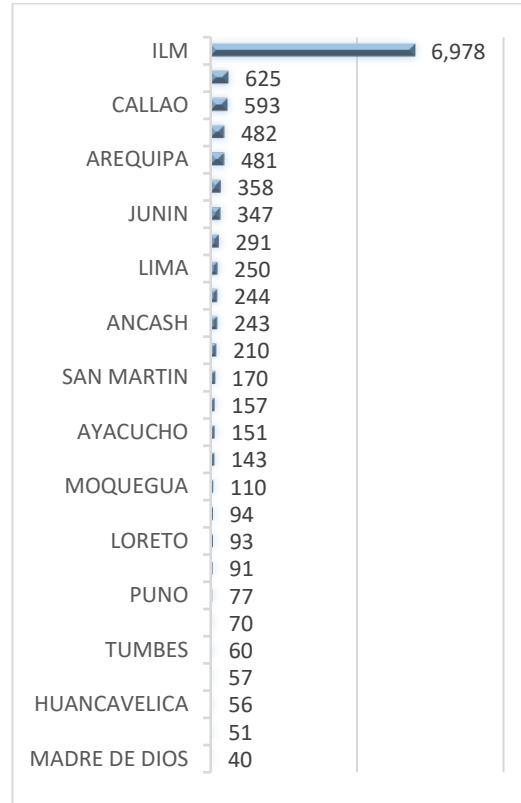 ILM 6,978
625
CALLAO 593
482
AREQUIPA 481
358
JUNIN 347
291
LIMA 250
244
ANCASH 243
210
SAN MARTIN 170
157
AYACUCHO 151
143
MOQUEGUA 110
94
LORETO 93
91
PUNO 77
70
TUMBES 60
57
HUANCAVELICA 56
51
MADRE DE DIOS 40